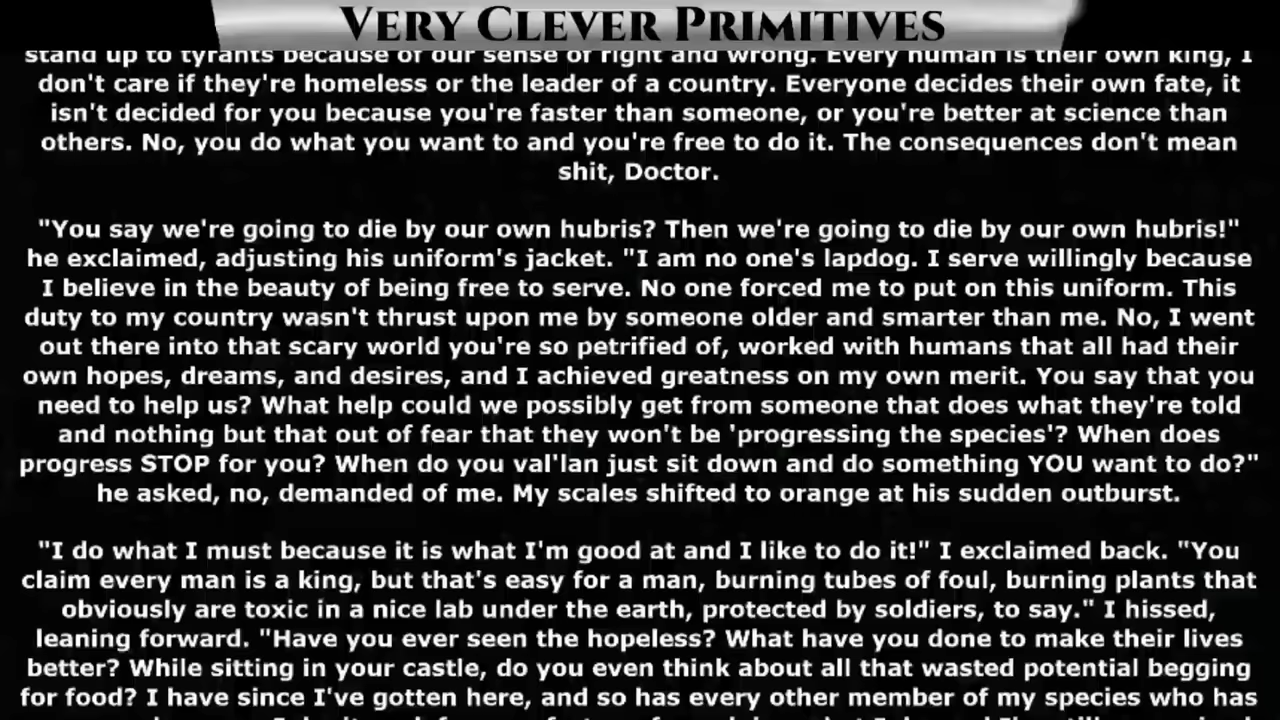 VERY CLEVER PRIMITIVES
stand up to tyrants because of our sense of right and wrong. Every human is their own king, I
don't care if they're homeless or the leader of a country. Everyone decides their own fate, it
isn't decided for you because you're faster than someone, or you're better at science than
others. No, you do what you want to and you're free to do it. The consequences don't mean
shit, Doctor.
"You say we're going to die by our own hubris? Then we're going to die by our own hubris!"
he exclaimed, adjusting his uniform's jacket. "I am no one's lapdog. I serve willingly because
I believe in the beauty of being free to serve. No one forced me to put on this uniform. This
duty to my country wasn't thrust upon me by someone older and smarter than me. No, I went
out there into that scary world you're so petrified of, worked with humans that all had their
own hopes, dreams, and desires, and I achieved greatness on my own merit. You say that you
need to help us? What help could we possibly get from someone that does what they're told
and nothing but that out of fear that they won't be 'progressing the species'? When does
progress STOP for you? When do you val'lan just sit down and do something YOU want to do?"
he asked, no, demanded of me. My scales shifted to orange at his sudden outburst.
"I do what I must because it is what I'm good at and I like to do it!" I exclaimed back. "You
claim every man is a king, but that's easy for a man, burning tubes of foul, burning plants that
obviously are toxic in a nice lab under the earth, protected by soldiers, to say." I hissed,
leaning forward. "Have you ever seen the hopeless? What have you done to make their lives
better? While sitting in your castle, do you even think about all that wasted potential begging
for food? I have since I've gotten here, and so has every other member of my species who has